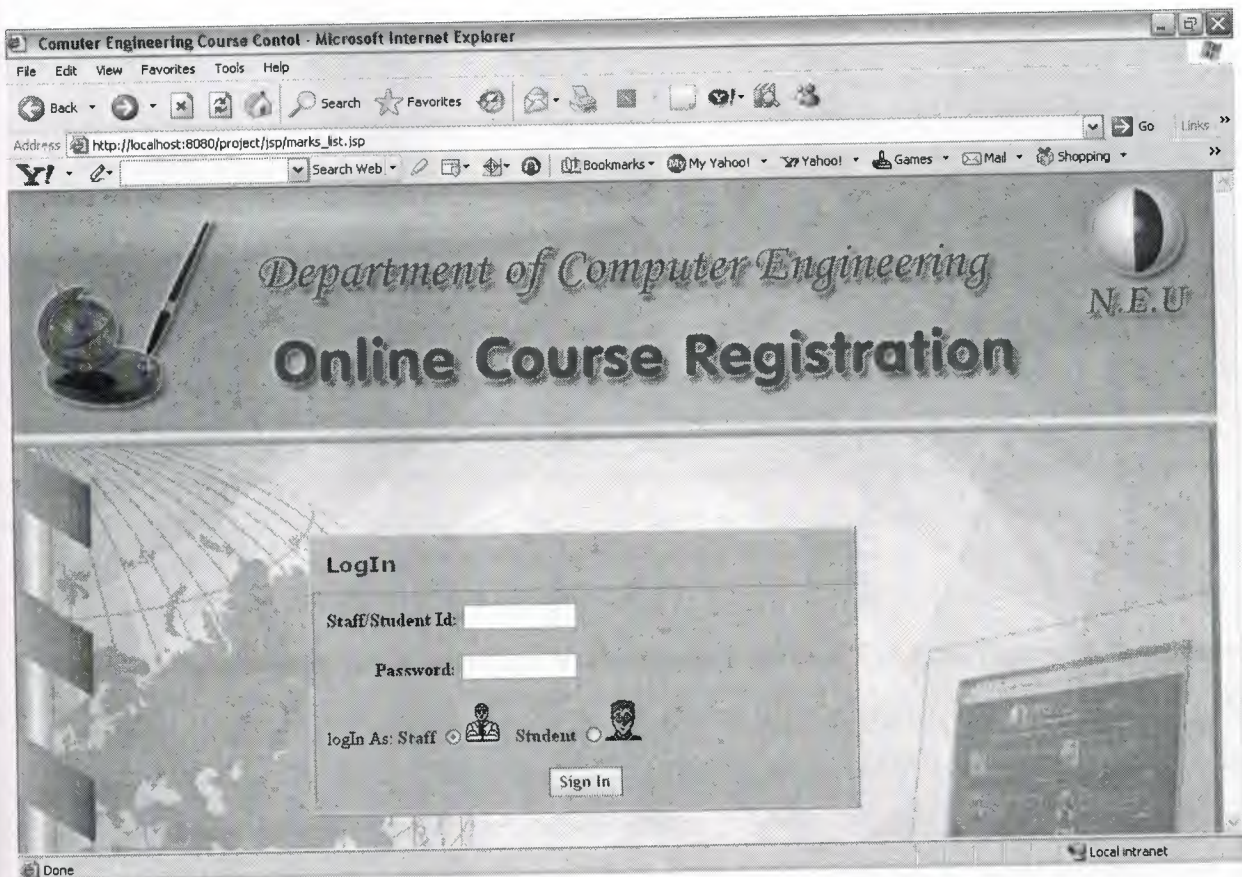 Comuter Engineering Course Contol - Microsoft Internet Explorer
File Edit View Favorites Tools Help
Back Search Favorites
Address http://localhost:8080/project/jsp/marks_list.jsp Go Links »
Y! Search Web Bookmarks My Yahoo! Yahoo! Games Mail Shopping »
Department of Computer Engineering
N.E.U
Online Course Registration
LogIn
Staff/Student Id:
Password:
logIn As: Staff Student
Sign In
Done Local intranet